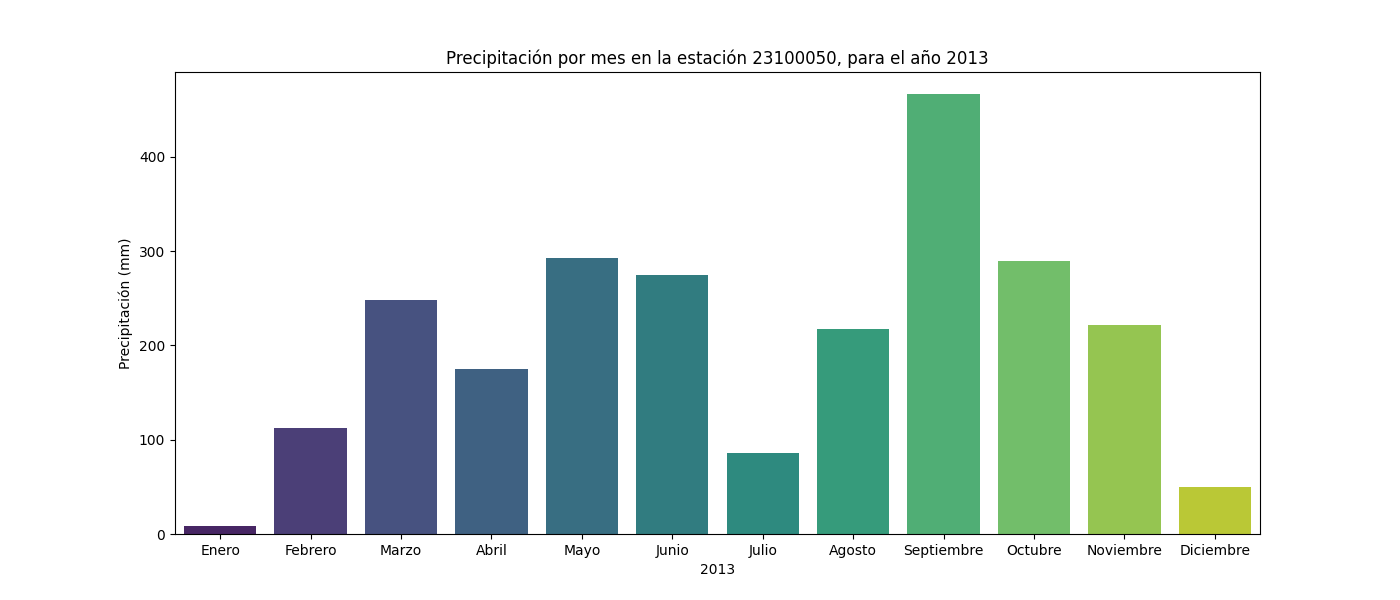 Precipitación por mes en la estación 23100050, para el año 2013
Precipitación (mm)
400
300
200
100
0
Enero Febrero Marzo Abril Mayo Junio Julio Agosto Septiembre Octubre Noviembre Diciembre
2013